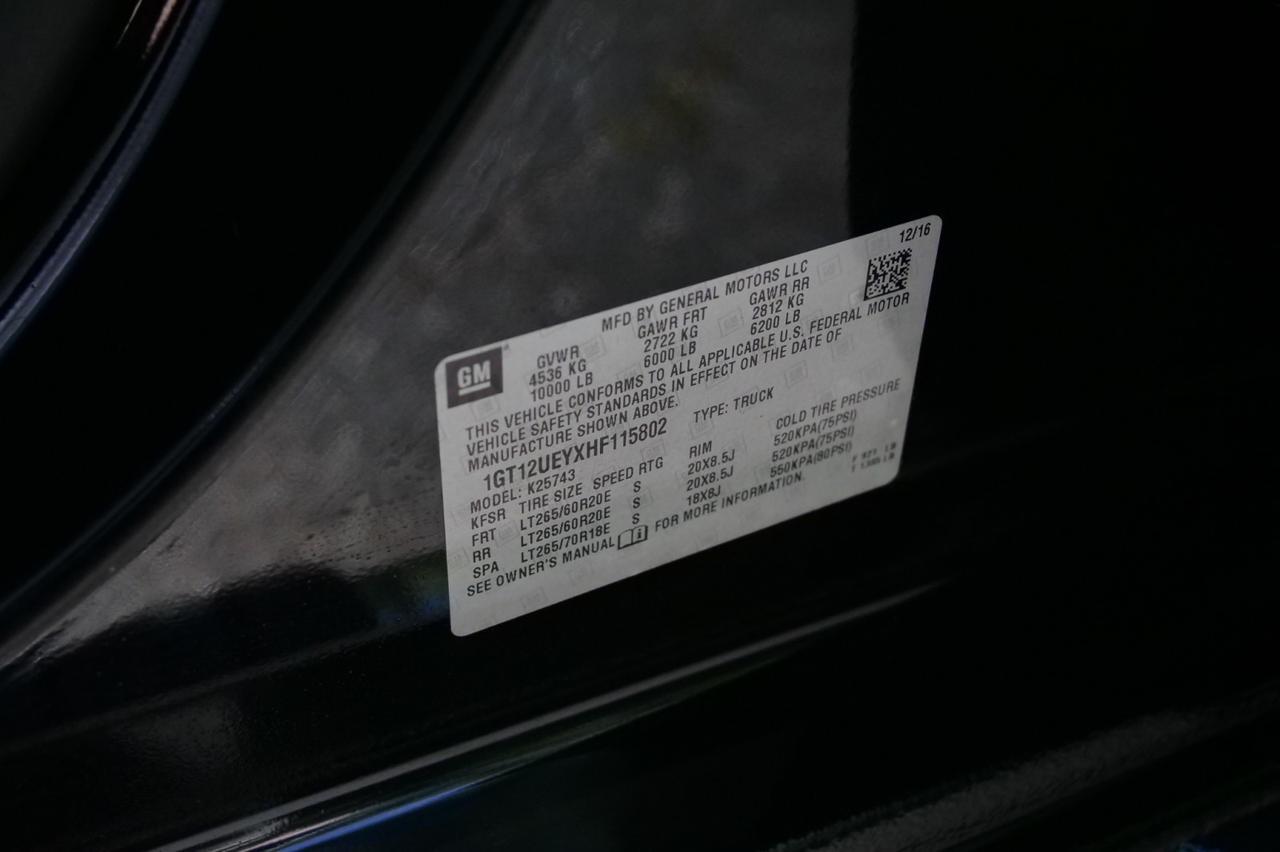 12/16
MFD BY GENERAL MOTORS LLC
GM
GVWR GAWR FRT GAWR RR
4536 KG 2722 KG 2812 KG
10000 LB 6000 LB 6200 LB
THIS VEHICLE CONFORMS TO ALL APPLICABLE U.S. FEDERAL MOTOR
VEHICLE SAFETY STANDARDS IN EFFECT ON THE DATE OF
MANUFACTURE SHOWN ABOVE.
1GT12UEYXHF115802 TYPE: TRUCK
MODEL: K25743
KFSR TIRE SIZE SPEED RTG RIM COLD TIRE PRESSURE
FRT LT265/60R20E S 20X8.5J 520KPA(75PSI)
RR LT265/60R20E S 20X8.5J 520KPA(75PSI)
SPA LT265/70R18E S 18X8J 550KPA(80PSI)
SEE OWNER'S MANUAL FOR MORE INFORMATION.